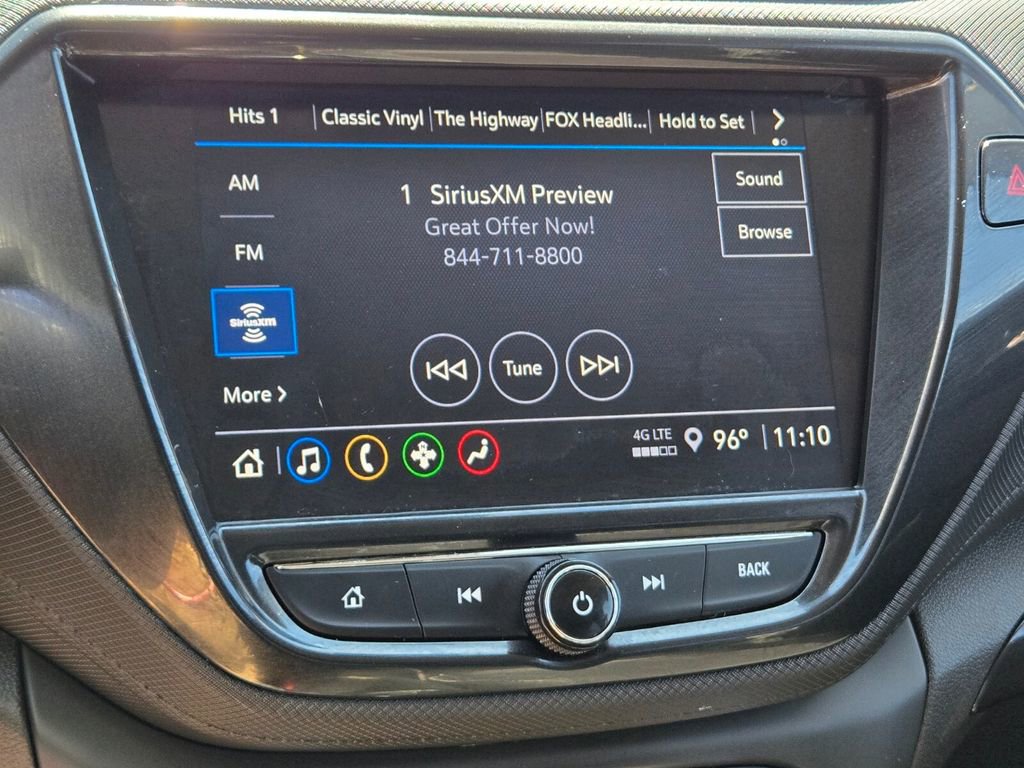 Hits 1 Classic Vinyl The Highway FOX Headli... Hold to Set
AM
1 SiriusXM Preview
Sound
Great Offer Now!
Browse
FM
844-711-8800
SiriusXM
Tune
More
4G LTE 96° 11:10
BACK